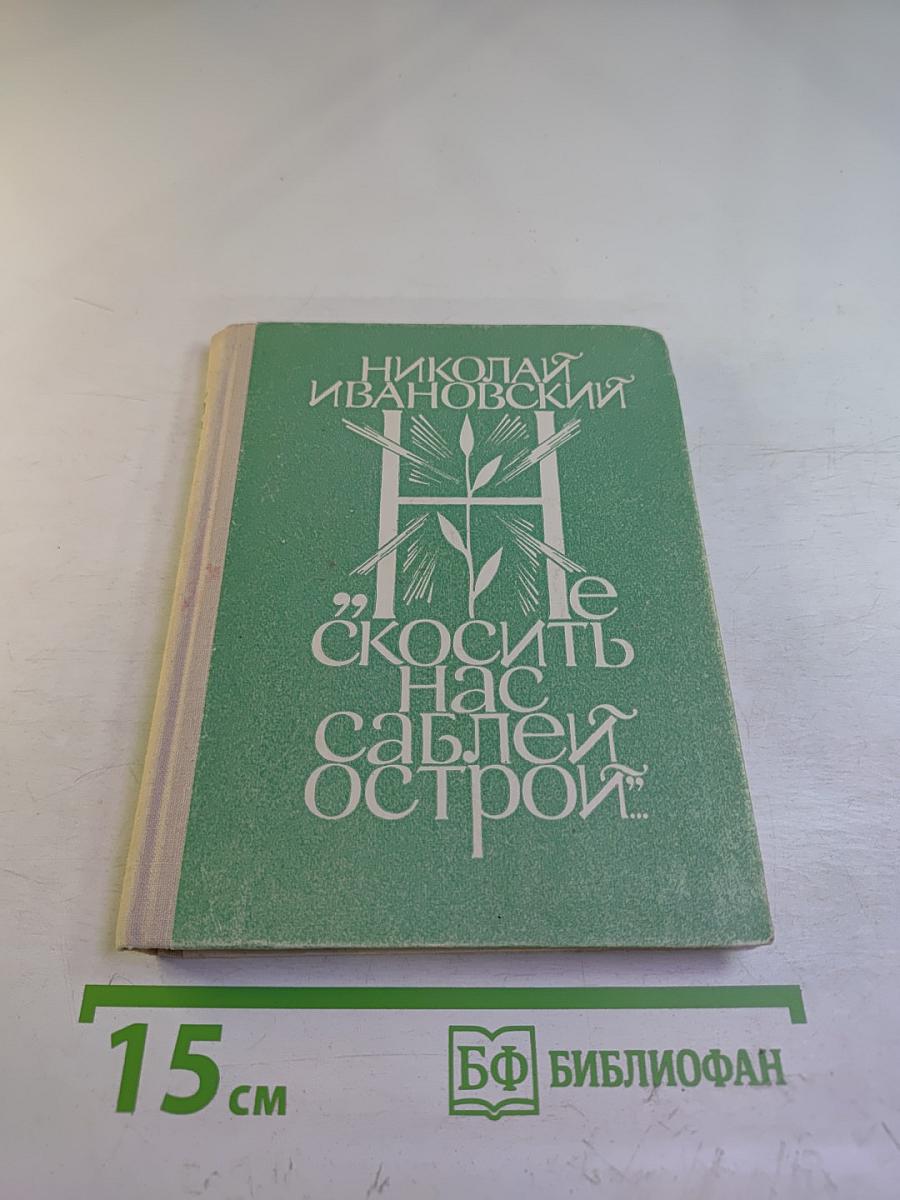 НИКОЛАЙ
ИВАНОВСКИЙ
„Не
скосить
нас
саблей
острой"...
15 см
БФ БИБЛИОФАН